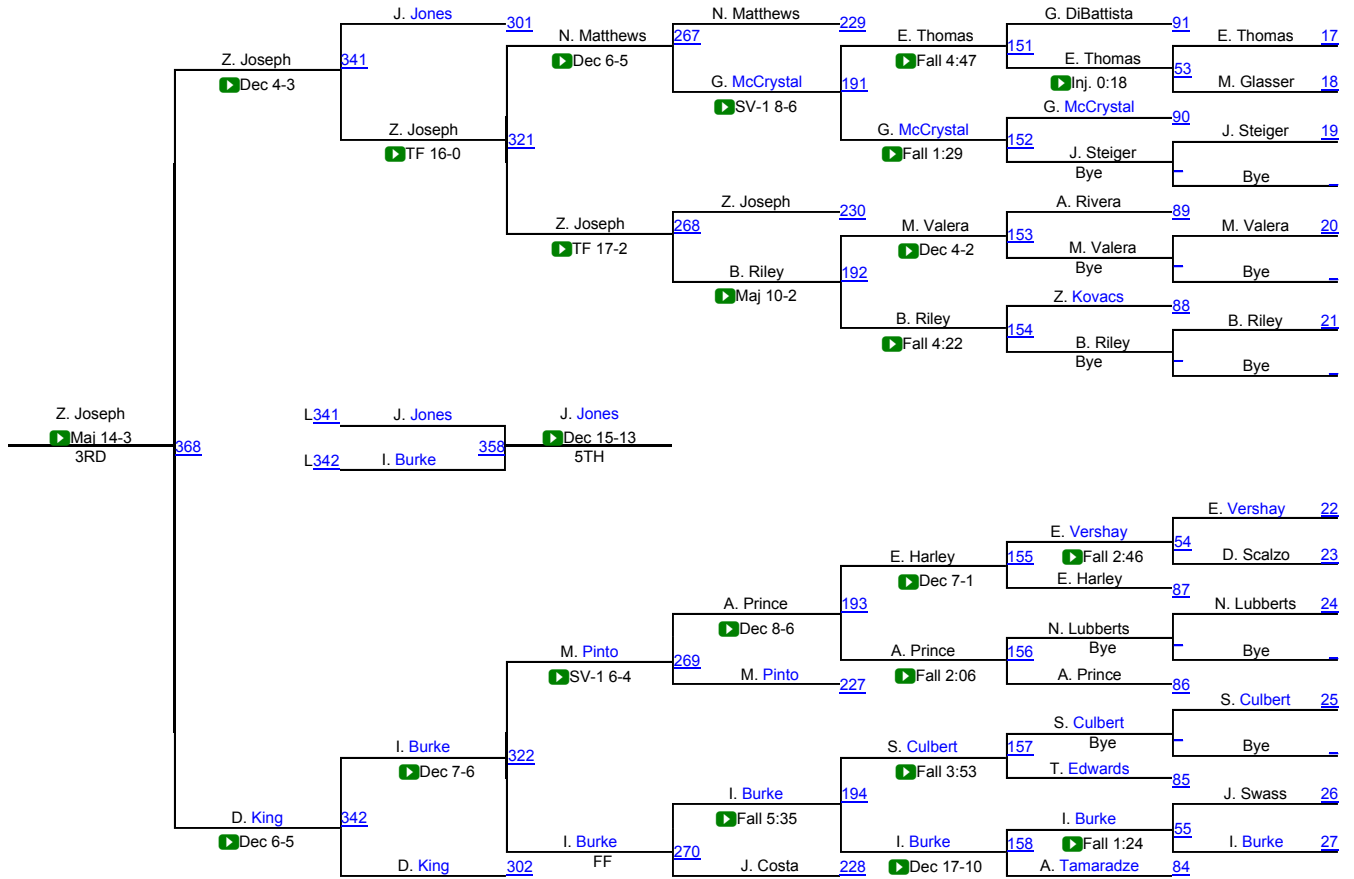 J. Jones 301
Z. Joseph 341
Dec 4-3
Z. Joseph 321
TF 16-0
N. Matthews 267
Dec 6-5
N. Matthews 229
G. McCrystal 191
SV-1 8-6
E. Thomas 151
Fall 4:47
G. DiBattista 91
E. Thomas 53
Inj. 0:18
E. Thomas 17
M. Glasser 18
G. McCrystal 152
Fall 1:29
G. McCrystal 90
J. Steiger
Bye
J. Steiger 19
Bye
Z. Joseph 268
TF 17-2
Z. Joseph 230
B. Riley 192
Maj 10-2
M. Valera 153
Dec 4-2
A. Rivera 89
M. Valera
Bye
M. Valera 20
Bye
B. Riley 154
Fall 4:22
Z. Kovacs 88
B. Riley
Bye
B. Riley 21
Bye
Z. Joseph
Maj 14-3 368
3RD
L341 J. Jones
L342 I. Burke
358
J. Jones
Dec 15-13
5TH
E. Vershay 22
D. Scalzo 23
E. Vershay 54
Fall 2:46
E. Harley 87
E. Harley 155
Dec 7-1
A. Prince 193
Dec 8-6
N. Lubberts 24
Bye
N. Lubberts
Bye
A. Prince 86
A. Prince 156
Fall 2:06
M. Pinto 269
SV-1 6-4
M. Pinto 227
S. Culbert 25
Bye
S. Culbert
Bye
T. Edwards 85
S. Culbert 157
Fall 3:53
I. Burke 322
Dec 7-6
I. Burke 194
Fall 5:35
J. Swass 26
I. Burke 27
I. Burke 55
Fall 1:24
A. Tamaradze 84
I. Burke 158
Dec 17-10
I. Burke 270
FF
J. Costa 228
D. King 342
Dec 6-5
D. King 302